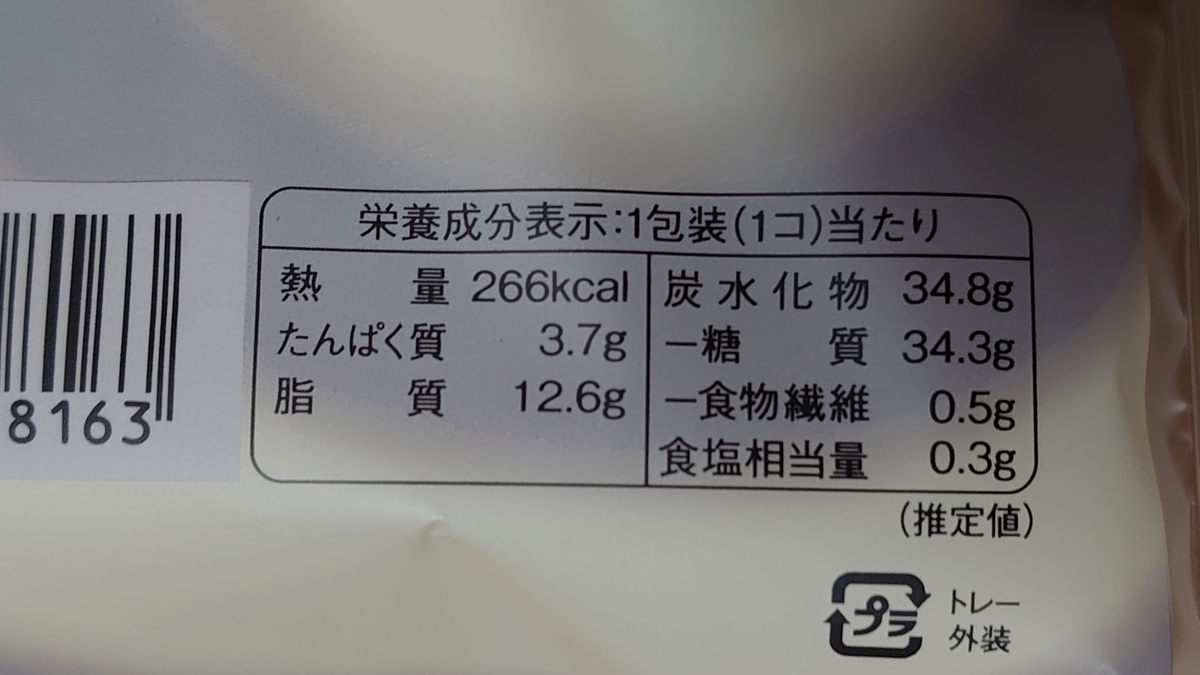 栄養成分表示:1包装(1コ)当たり
熱量 266kcal
たんぱく質 3.7g
脂質 12.6g
炭水化物 34.8g
ー糖質 34.3g
ー食物繊維 0.5g
食塩相当量 0.3g
(推定値)
8163
プラ
トレー
外装